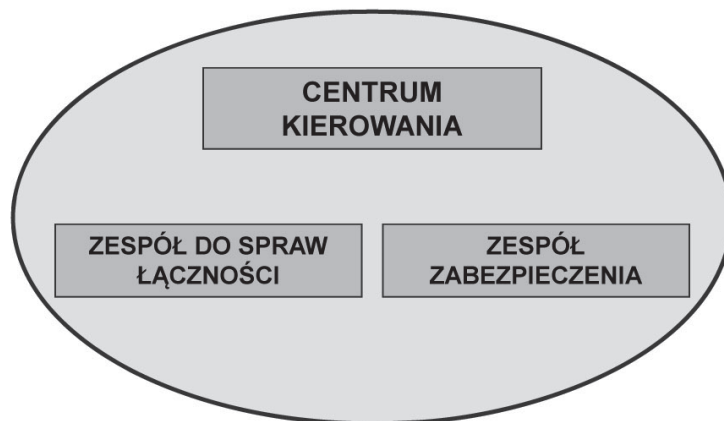 CENTRUM
KIEROWANIA
ZESPÓŁ DO SPRAW
ŁĄCZNOŚCI
ZESPÓŁ
ZABEZPIECZENIA